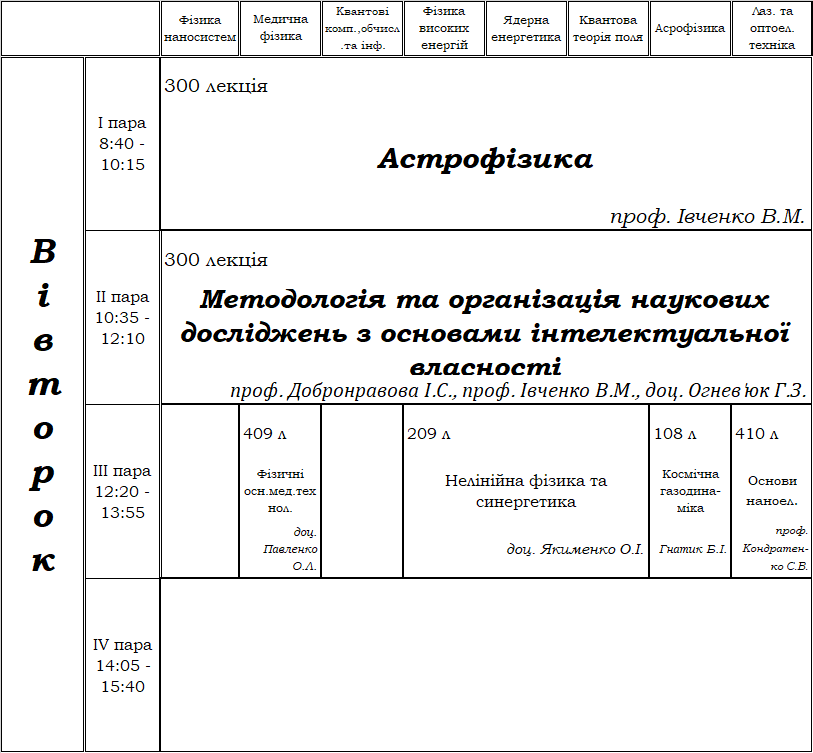 Фізика
наносистем
Медична
фізика
Квантові
комп.,обчисл
.та інф.
Фізика
високих
енергій
Ядерна
енергетика
Квантова
теорія поля
Асрофізика
Лаз. та
оптоел.
техніка
Вівторок
I пара
8:40 -
10:15
300 лекція
Астрофізика
проф. Івченко В.М.
II пара
10:35 -
12:10
300 лекція
Методологія та організація наукових
досліджень з основами інтелектуальної
власності
проф. Добронравова І.С., проф. Івченко В.М., доц. Огнев'юк Г.З.
III пара
12:20 -
13:55
409 л
Фізичні
осн.мед.тех
нол.
доц.
Павленко
О.Л.
209 л
Нелінійна фізика та
синергетика
доц. Якименко О.І.
108 л
Космічна
газодина-
міка
Гнатик Б.І.
410 л
Основи
наноел.
проф.
Кондратен-
ко С.В.
IV пара
14:05 -
15:40